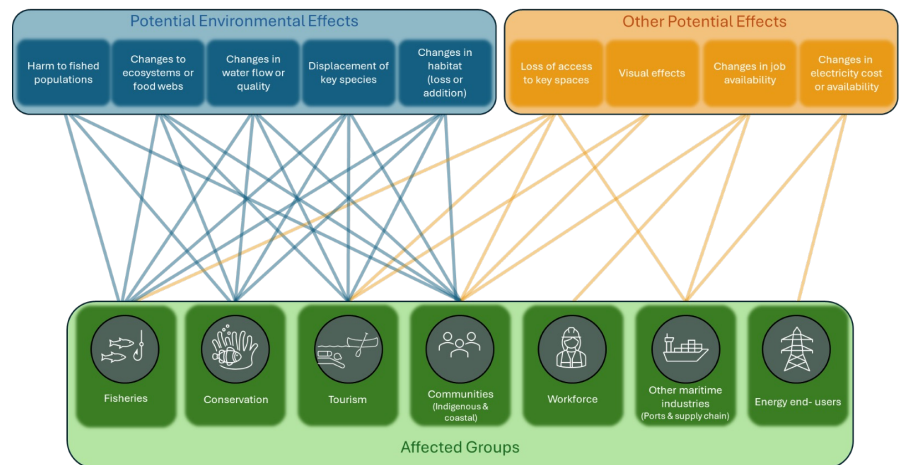 Potential Environmental Effects
Other Potential Effects
Harm to fished
populations
Changes to
ecosystems or
food webs
Changes in
water flow or
quality
Displacement of
key species
Changes in
habitat
(loss or
addition)
Loss of access
to key spaces
Visual effects
Changes in job
availability
Changes in
electricity cost
or availability
Fisheries
Conservation
Tourism
Communities
(Indigenous &
coastal)
Workforce
Other maritime
industries
(Ports & supply chain)
Energy end- users
Affected Groups